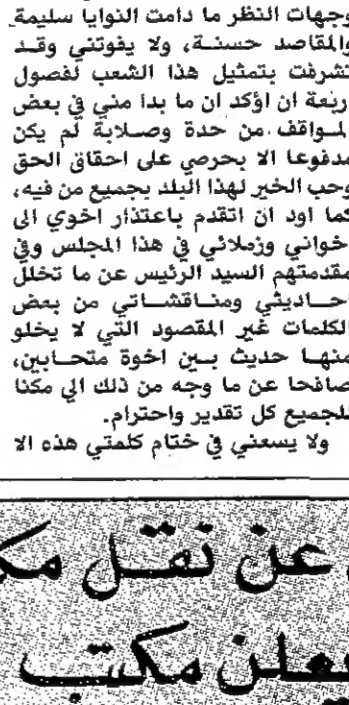 وجهات النظر ما دامت النوايا سليمة
والمقاصد حسنة، ولا يفوتني وقد
تشرفت بتمثيل هذا الشعب لفصول
ربعة ان اؤكد ان ما بدا مني في بعض
لمواقف من حدة وصلابة لم يكن
مدفوعا الا بحرصي على احقاق الحق
وحب الخير لهذا البلد بجميع من فيه،
كما اود ان اتقدم باعتذار اخوي الى
خواني وزملائي في هذا المجلس وفي
مقدمتهم السيد الرئيس عن ما تخلل
احاديثي ومناقشاتي من بعض
الكلمات غير المقصود التي لا يخلو
منها حديث بين اخوة متحابين،
صافحا عن ما وجه من ذلك الي مكنا
للجميع كل تقدير واحترام.
ولا يسعني في ختام كلمتي هذه الا
عن نقل مك
يعلن مكتب